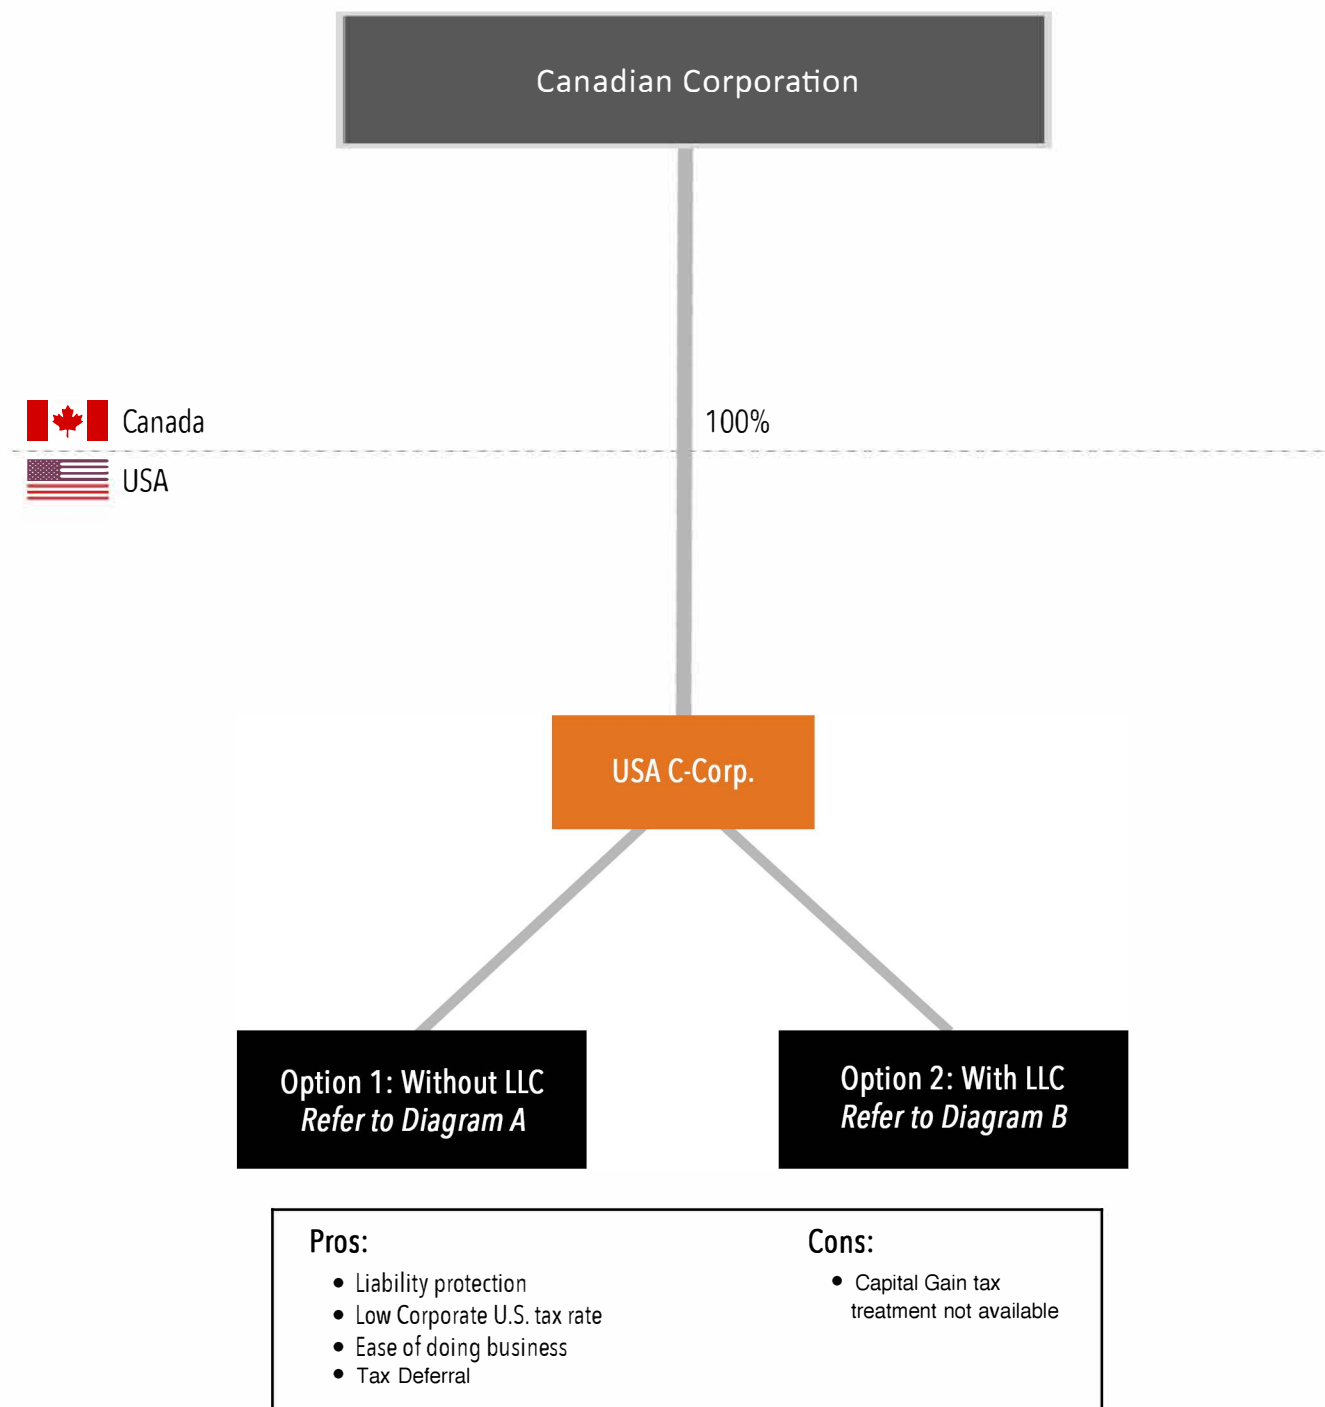 Canadian Corporation
Canada
100%
USA
USA C-Corp.
Option 1: Without LLC
Refer to Diagram A
Option 2: With LLC
Refer to Diagram B
Pros:
• Liability protection
• Low Corporate U.S. tax rate
• Ease of doing business
• Tax Deferral
Cons:
• Capital Gain tax
treatment not available